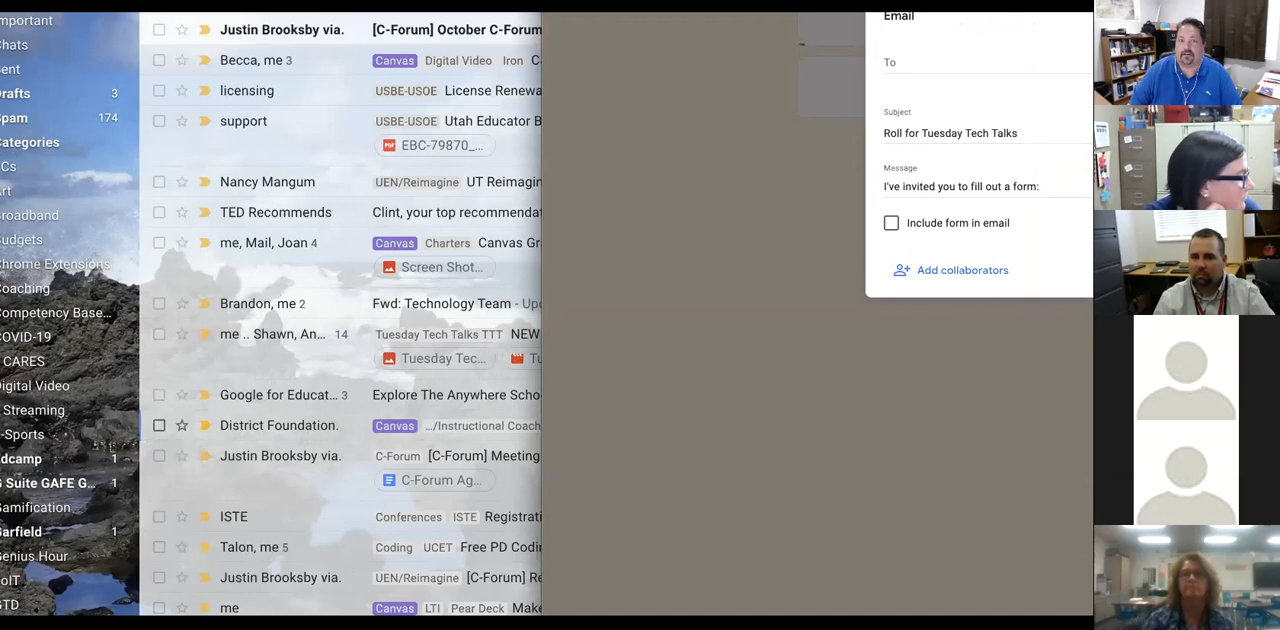 mportant
Chats
Sent
Drafts 3
Spam 174
Categories
Cs
Art
Broadband
Budgets
Chrome Extensions
Coaching
Competency Base...
COVID-19
CARES
Digital Video
Streaming
-Sports
dcamp 1
G Suite GAFE G... 1
Gamification
Garfield 1
Genius Hour
oIT
GTD
Justin Brooksby via. [C-Forum] October C-Forum
Becca, me 3 Canvas Digital Video Iron C
licensing USBE-USOE License Renewa
support USBE-USOE Utah Educator B
PDF EBC-79870_...
Nancy Mangum UEN/Reimagine UT Reimagin
TED Recommends Clint, your top recommendat
me, Mail, Joan 4 Canvas Charters Canvas Gr
Screen Shot...
Brandon, me 2 Fwd: Technology Team - Upd
me .. Shawn, An... 14 Tuesday Tech Talks TTT NEW
Tuesday Tec... Tu
Google for Educat... 3 Explore The Anywhere Scho
District Foundation. Canvas .../Instructional Coach
Justin Brooksby via. C-Forum [C-Forum] Meeting
C-Forum Ag...
ISTE Conferences ISTE Registrati
Talon, me 5 Coding UCET Free PD Codin
Justin Brooksby via. UEN/Reimagine [C-Forum] Re
me Canvas LTI Pear Deck Make
Email
To
Subject
Roll for Tuesday Tech Talks
Message
I've invited you to fill out a form:
Include form in email
Add collaborators